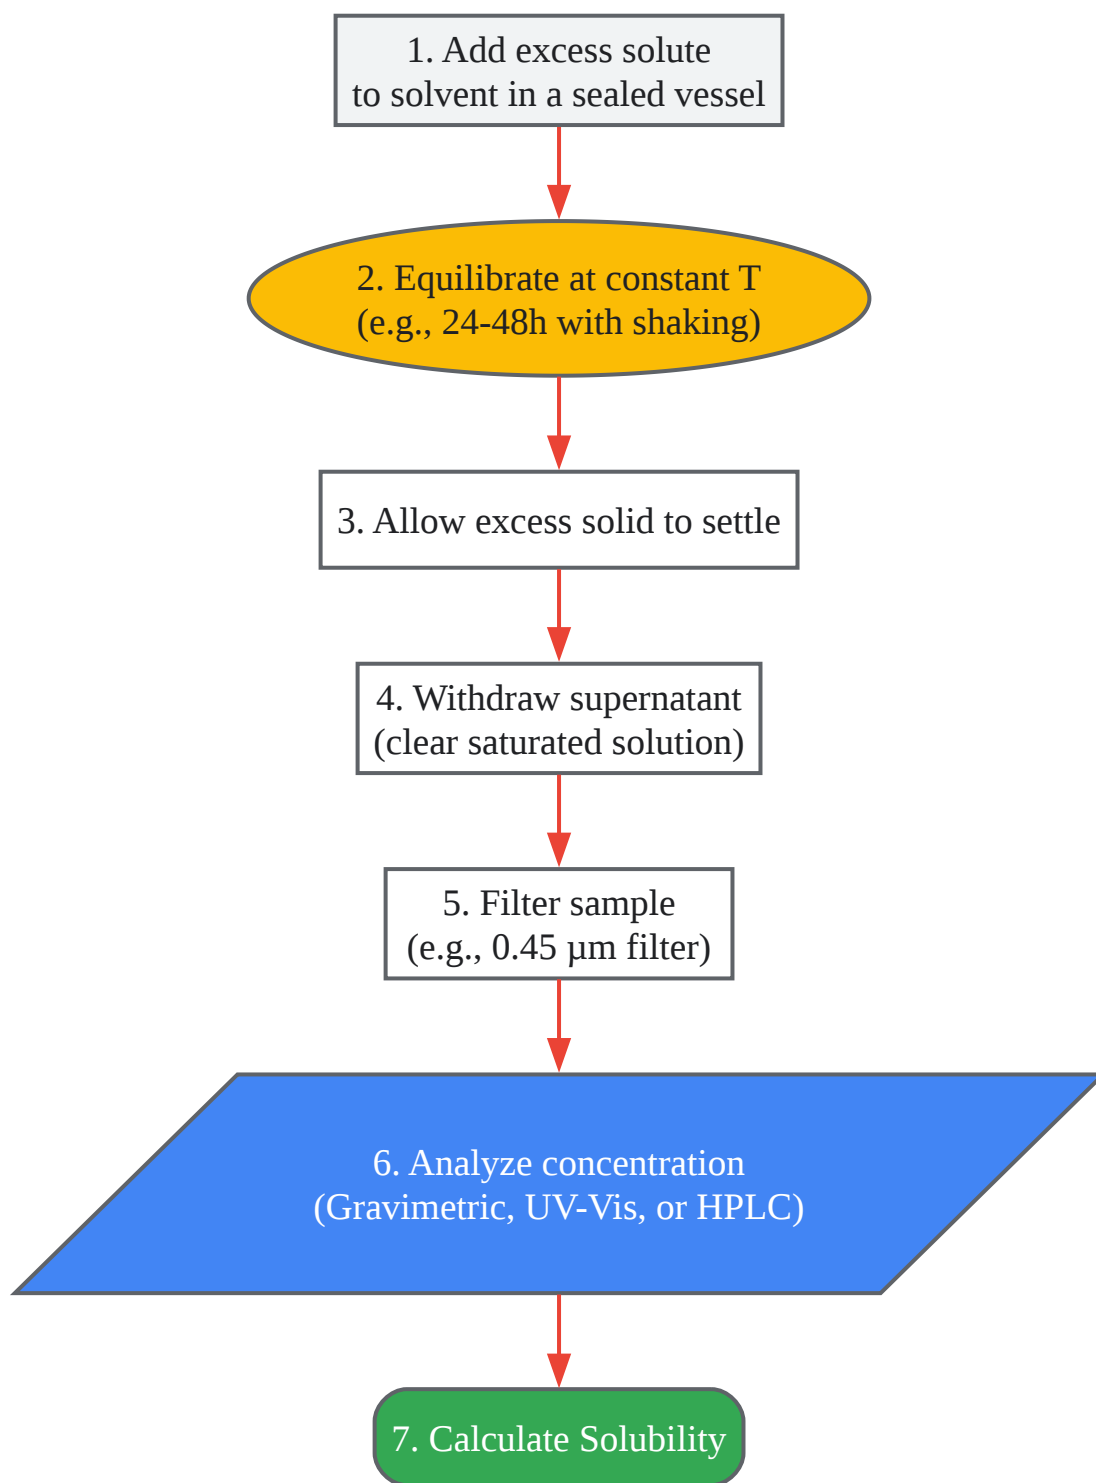 1. Add excess solute
to solvent in a sealed vessel
2. Equilibrate at constant T
(e.g., 24-48h with shaking)
3. Allow excess solid to settle
4. Withdraw supernatant
(clear saturated solution)
5. Filter sample
(e.g., 0.45 µm filter)
6. Analyze concentration
(Gravimetric, UV-Vis, or HPLC)
7. Calculate Solubility